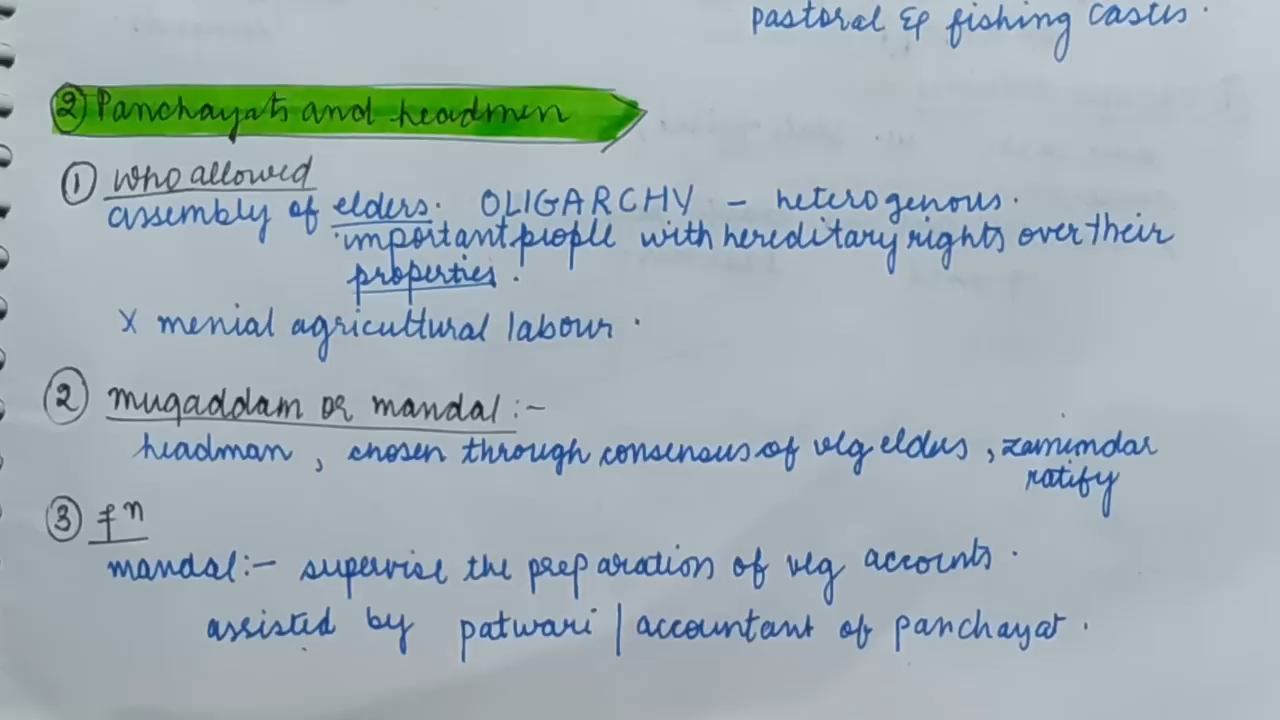 pastoral & fishing castes.
② Panchayats and headmen
① who allowed
assembly of elders. OLIGARCHY - heterogenous.
important people with hereditary rights over their
properties.
x menial agricultural labour.
② muqaddam or mandal :-
headman, chosen through consensus of vlg elders, zamindar
ratify
③ fⁿ
mandal :- supervise the preparation of vlg accounts.
assisted by patwari / accountant of panchayat.